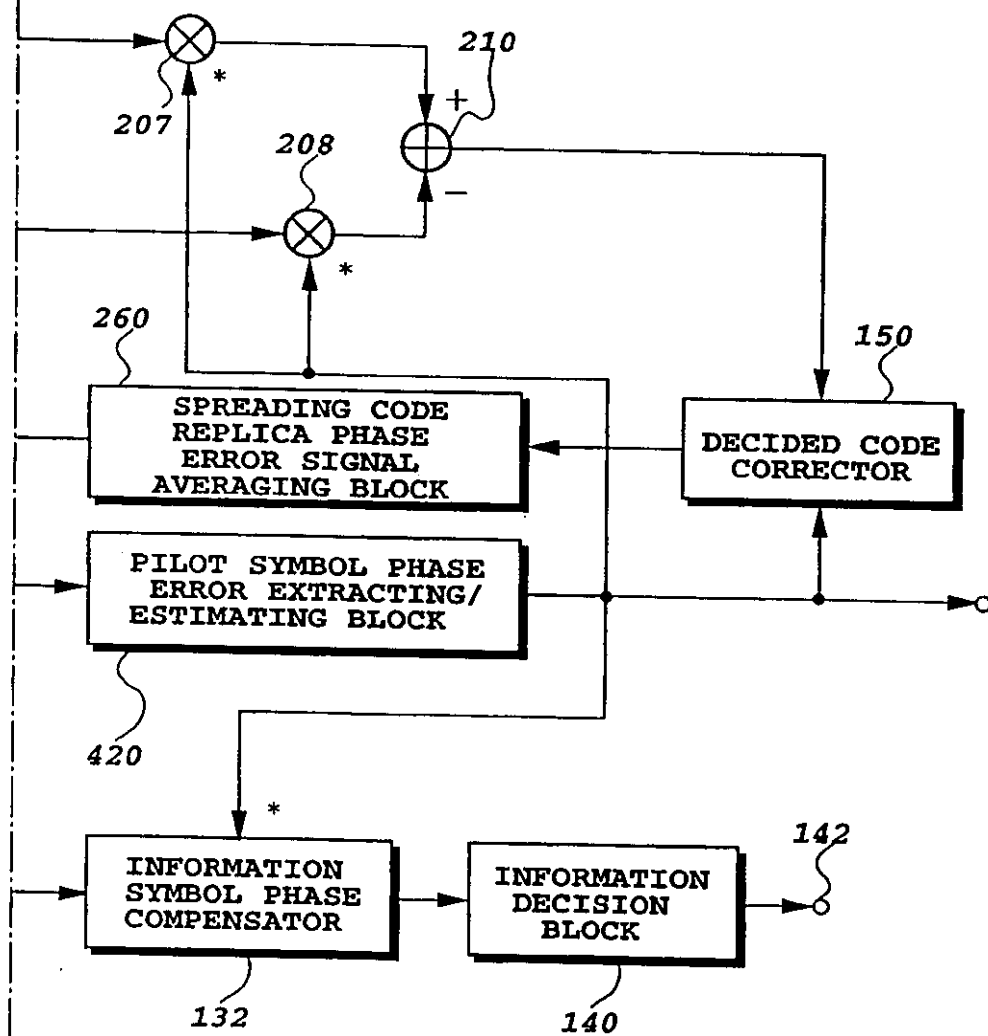 210
*
207
+
208
−
*
260
150
SPREADING CODE
REPLICA PHASE
ERROR SIGNAL
AVERAGING BLOCK
DECIDED CODE
CORRECTOR
PILOT SYMBOL PHASE
ERROR EXTRACTING/
ESTIMATING BLOCK
420
*
142
INFORMATION
SYMBOL PHASE
COMPENSATOR
INFORMATION
DECISION
BLOCK
132
140